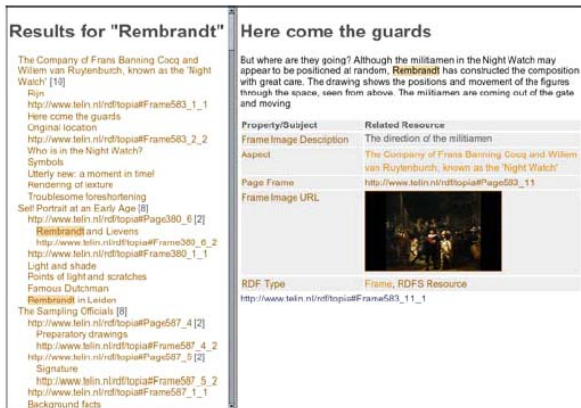 Results for "Rembrandt"
The Company of Frans Banning Cocq and
Willem van Ruytenburch, known as the 'Night
Watch' [10]
Rijn
http://www.telin.nl/rdf/topia#Frame583_1_1
Here come the guards
Original location
http://www.telin.nl/rdf/topia#Frame583_2_2
Who is in the Night Watch?
Symbols
Utterly new: a moment in time!
Rendering of texture
Troublesome foreshortening
Self Portrait at an Early Age [8]
http://www.telin.nl/rdf/topia#Page380_6 [2]
Rembrandt and Lievens
http://www.telin.nl/rdf/topia#Frame380_6_2
http://www.telin.nl/rdf/topia#Frame380_1_1
Light and shade
Points of light and scratches
Famous Dutchman
Rembrandt in Leiden
The Sampling Officials [8]
http://www.telin.nl/rdf/topia#Page587_4 [2]
Preparatory drawings
http://www.telin.nl/rdf/topia#Frame587_4_2
http://www.telin.nl/rdf/topia#Page587_5 [2]
Signature
http://www.telin.nl/rdf/topia#Frame587_5_2
http://www.telin.nl/rdf/topia#Frame587_1_1
Background facts
Here come the guards
But where are they going? Although the militiamen in the Night Watch may
appear to be positioned at random, Rembrandt has constructed the composition
with great care. The drawing shows the positions and movement of the figures
through the space, seen from above. The militiamen are coming out of the gate
and moving
Property/Subject Related Resource
Frame Image Description The direction of the militiamen
Aspect The Company of Frans Banning Cocq and Willem
van Ruytenburch, known as the 'Night Watch'
Page Frame http://www.telin.nl/rdf/topia#Page583_11
Frame Image URL
RDF Type Frame, RDFS Resource
http://www.telin.nl/rdf/topia#Frame583_11_1